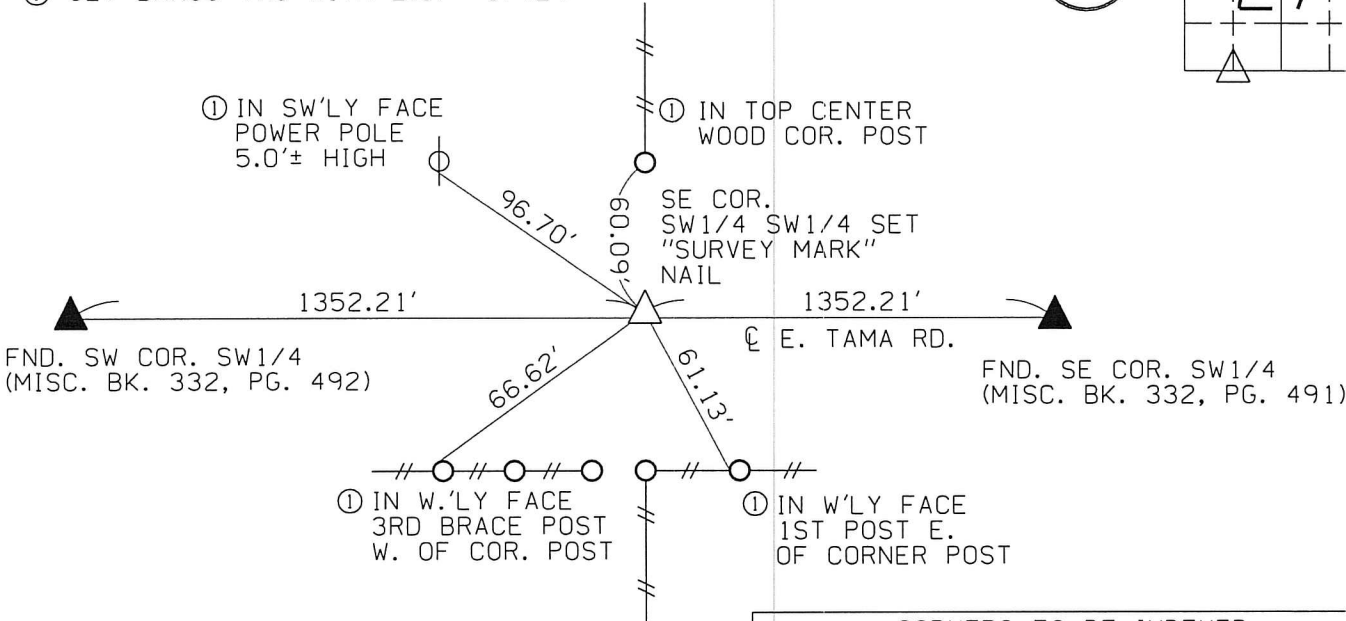 ① IN SW'LY FACE
POWER POLE
5.0'± HIGH
① IN TOP CENTER
WOOD COR. POST
96.70'
60.09'
SE COR.
SW1/4 SW1/4 SET
"SURVEY MARK"
NAIL
1352.21'
1352.21'
℄ E. TAMA RD.
FND. SW COR. SW1/4
(MISC. BK. 332, PG. 492)
FND. SE COR. SW1/4
(MISC. BK. 332, PG. 491)
66.62'
61.13'
① IN W.'LY FACE
3RD BRACE POST
W. OF COR. POST
① IN W'LY FACE
1ST POST E.
OF CORNER POST